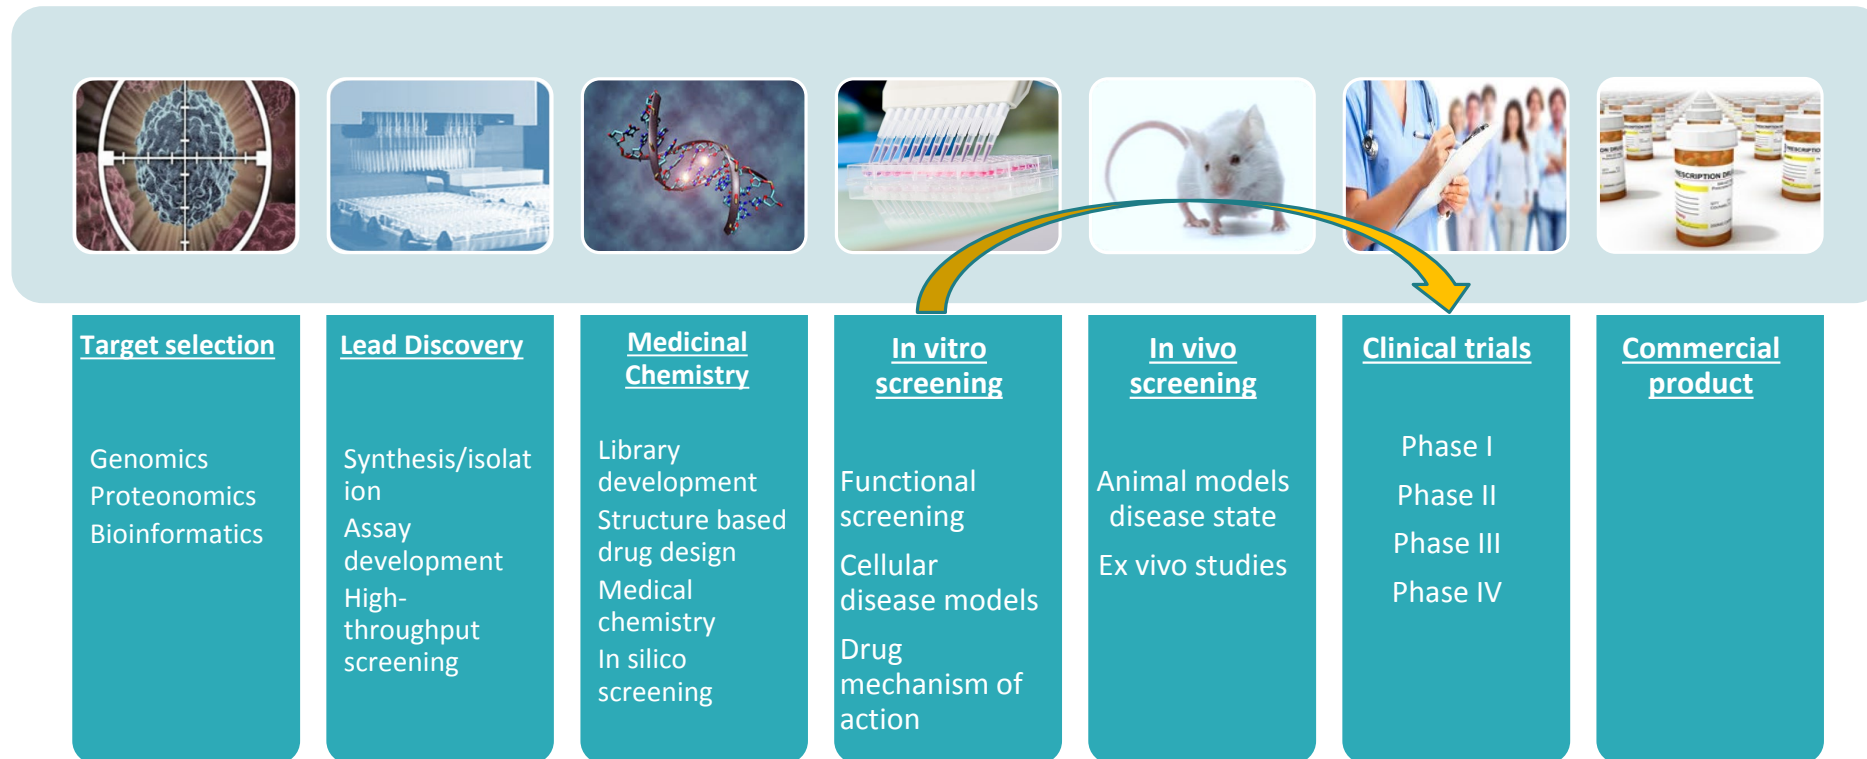 PRESCRIPTION DRUGS
Target selection
Genomics
Proteonomics
Bioinformatics
Lead Discovery
Synthesis/isolat
ion
Assay
development
High-
throughput
screening
Medicinal
Chemistry
Library
development
Structure based
drug design
Medical
chemistry
In silico
screening
In vitro
screening
Functional
screening
Cellular
disease models
Drug
mechanism of
action
In vivo
screening
Animal models
disease state
Ex vivo studies
Clinical trials
Phase I
Phase II
Phase III
Phase IV
Commercial
product